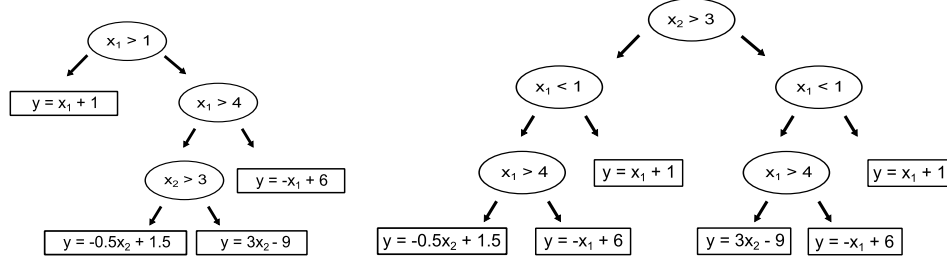 x₁ > 1
y = x₁ + 1
x₁ > 4
x₂ > 3
y = -x₁ + 6
y = -0.5x₂ + 1.5
y = 3x₂ - 9
x₂ > 3
x₁ < 1
x₁ < 1
x₁ > 4
y = x₁ + 1
x₁ > 4
y = x₁ + 1
y = -0.5x₂ + 1.5
y = -x₁ + 6
y = 3x₂ - 9
y = -x₁ + 6